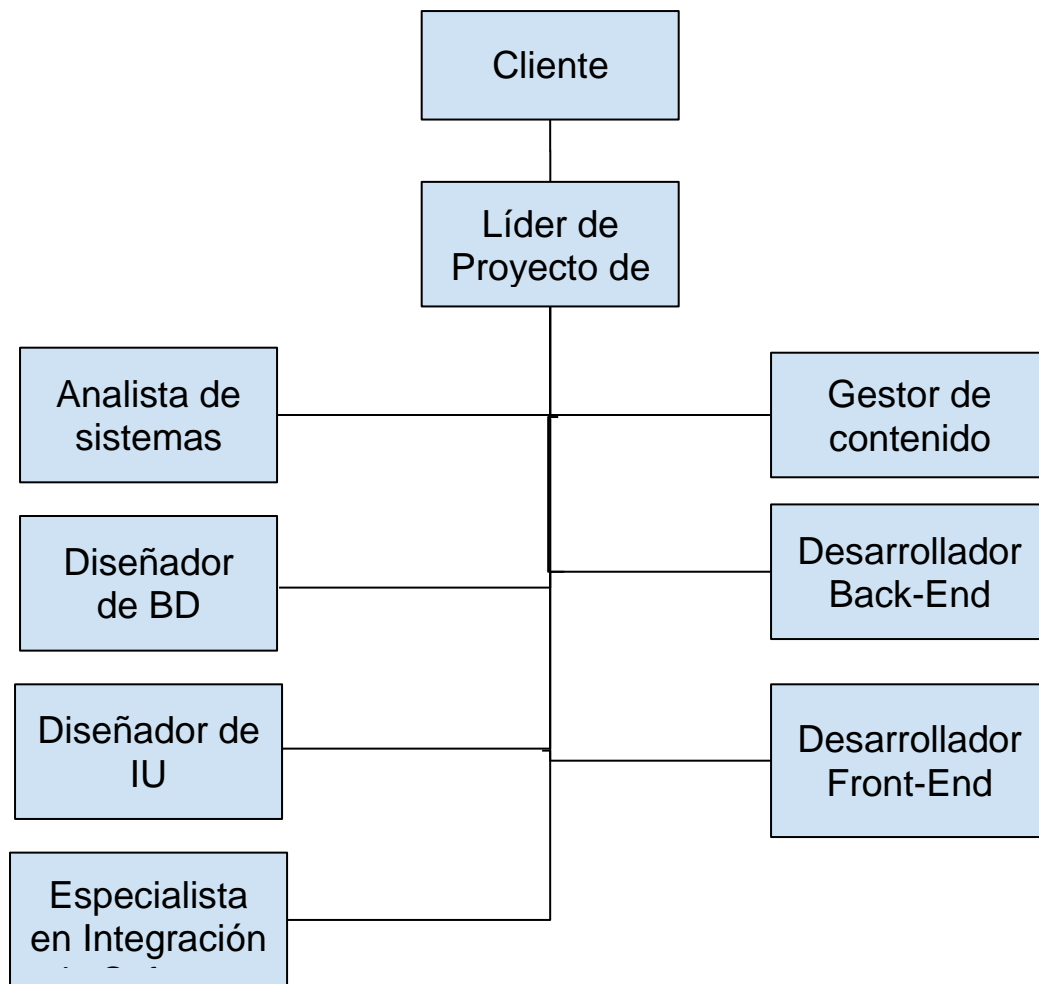 Cliente
Líder de
Proyecto de
Analista de
sistemas
Gestor de
contenido
Diseñador
de BD
Desarrollador
Back-End
Diseñador de
IU
Desarrollador
Front-End
Especialista
en Integración